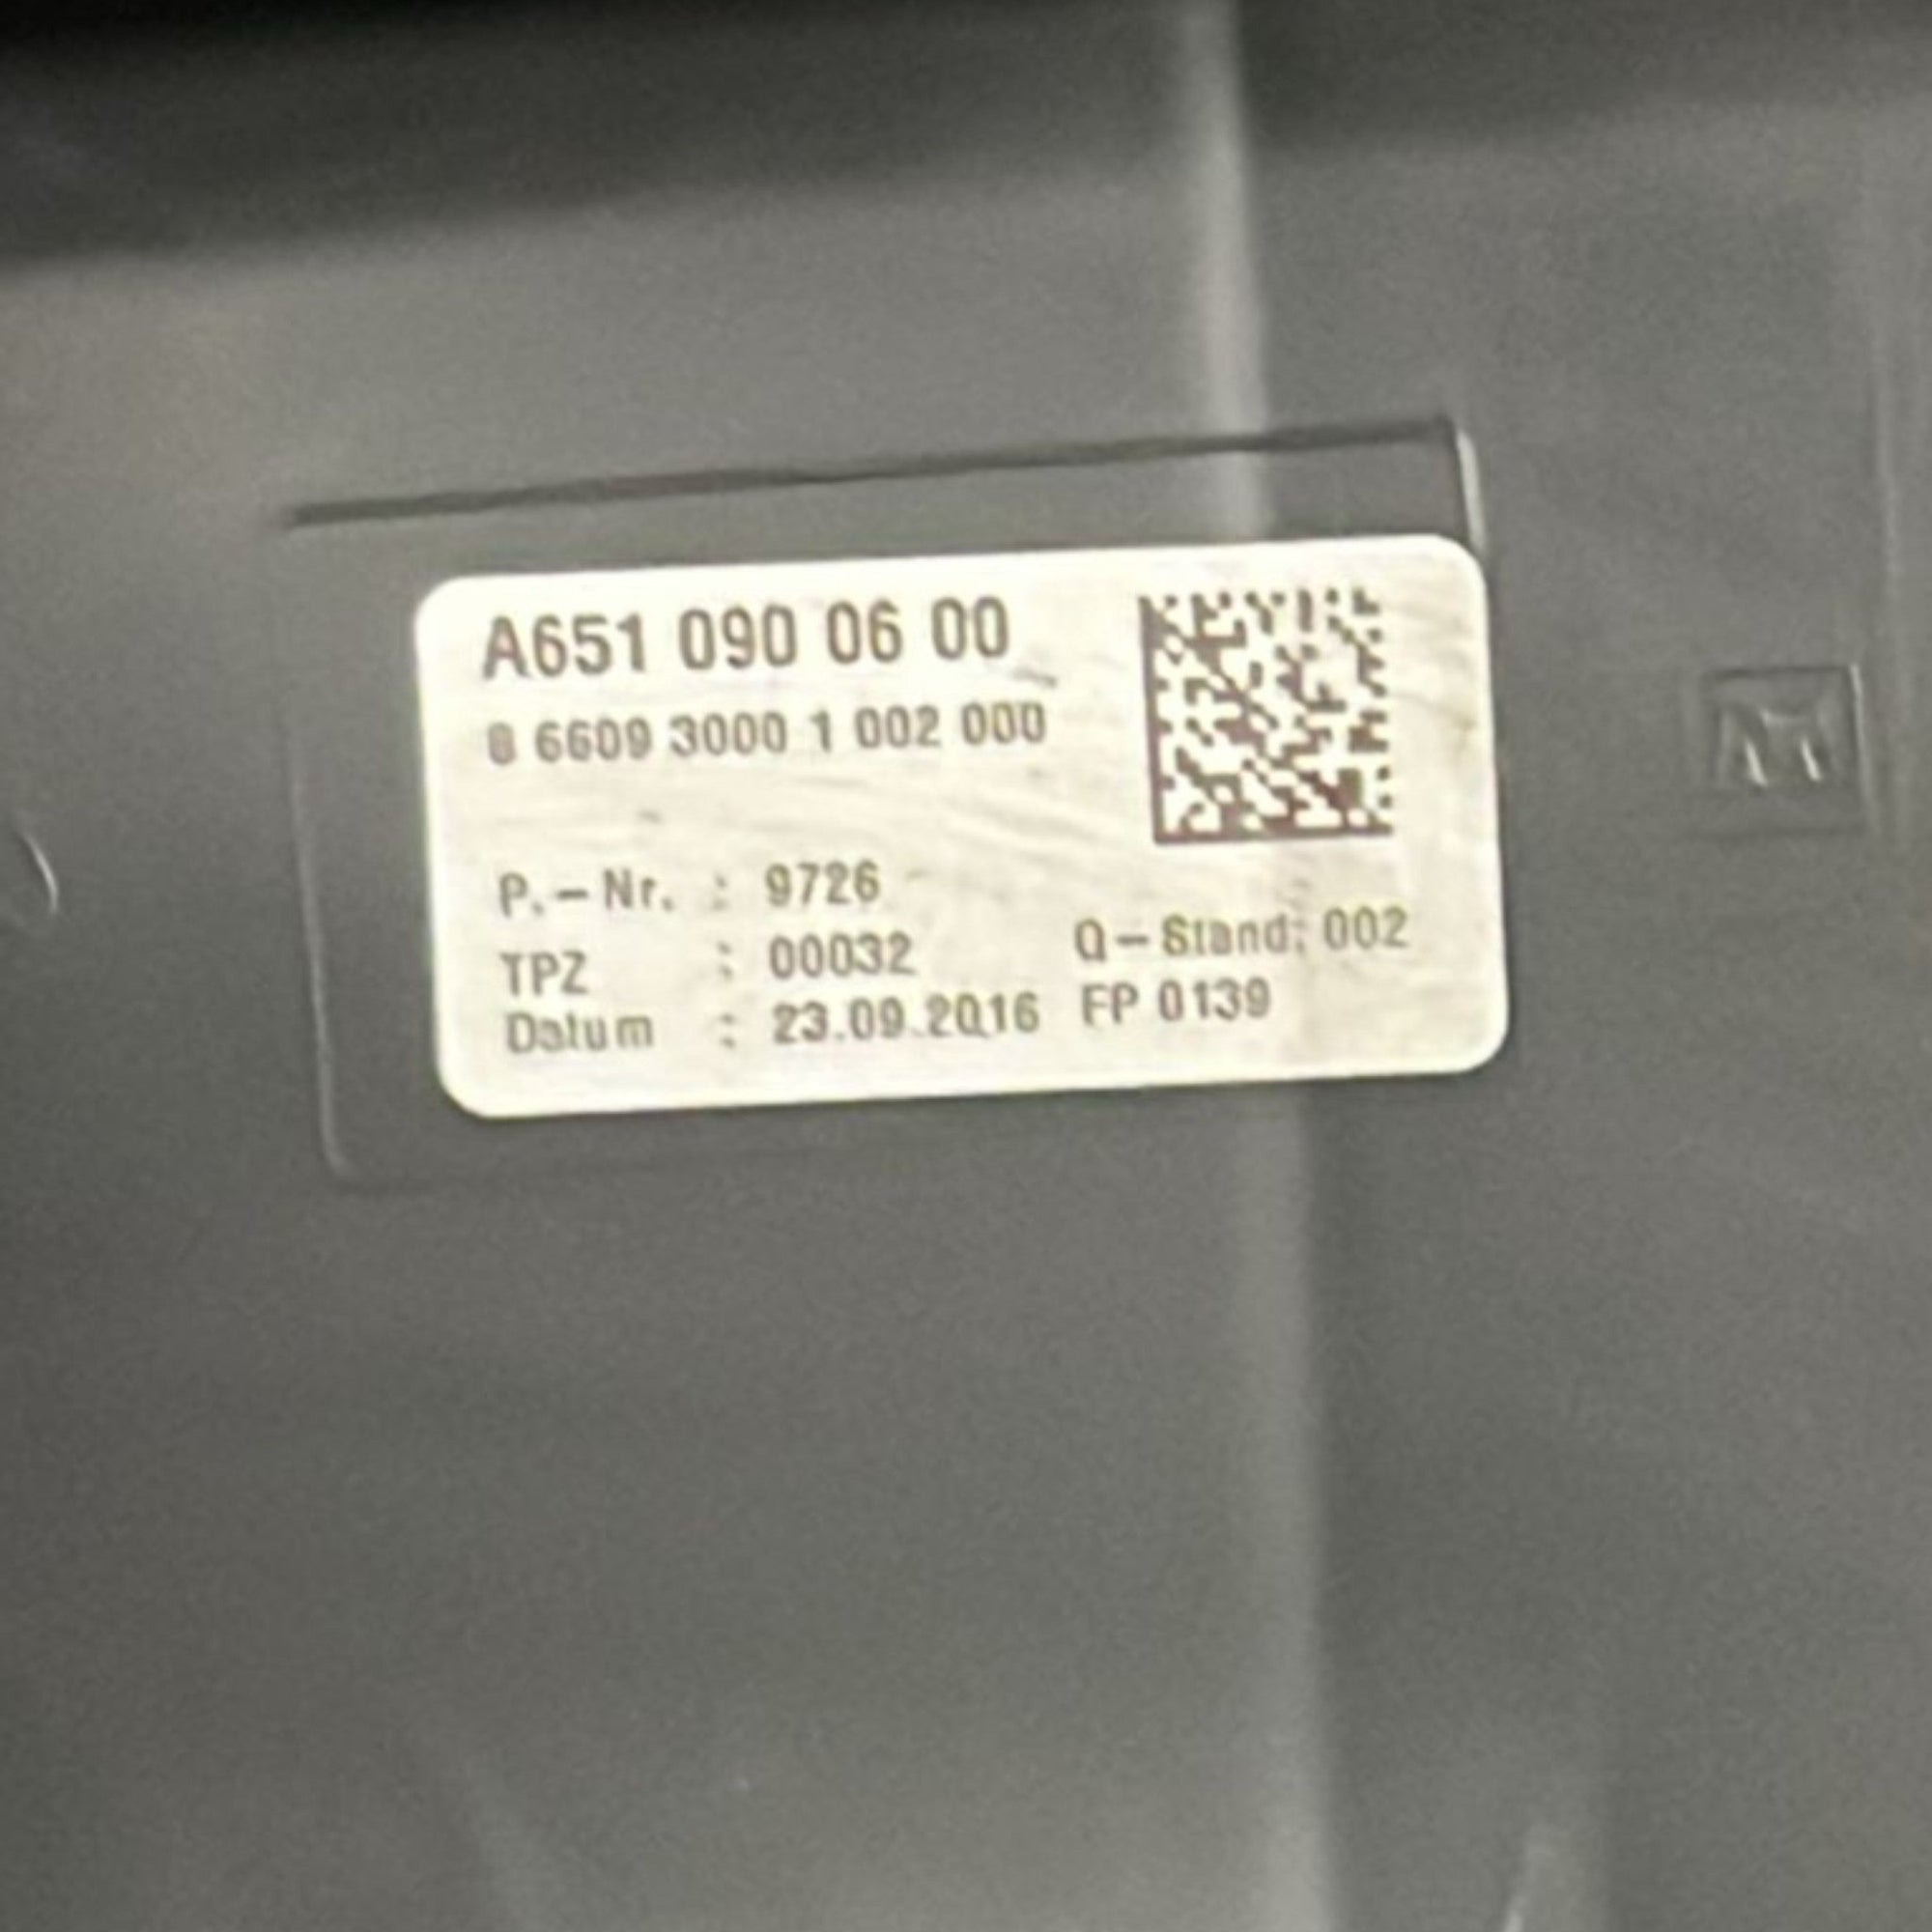 A651 090 06 00
8 6609 3000 1 002 000
P.-Nr. : 9726
TPZ : 00032 Q-Stand: 002
Datum : 23.09.2016 FP 0139